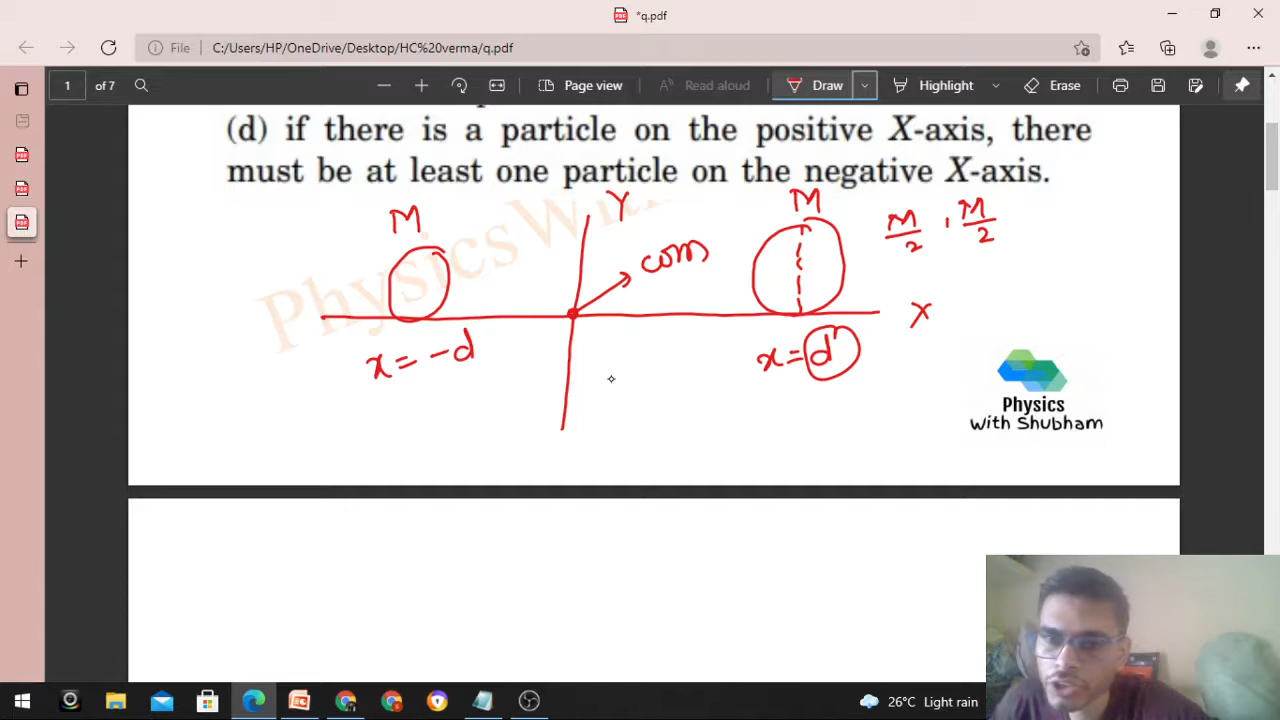 *q.pdf
File C:/Users/HP/OneDrive/Desktop/HC%20verma/q.pdf
1 of 7 Page view Read aloud Draw Highlight Erase
(d) if there is a particle on the positive X-axis, there
must be at least one particle on the negative X-axis.
PhysicsWith
M Y M M/2 , M/2
com
X
x = -d x = d'
Physics
With Shubham
26°C Light rain